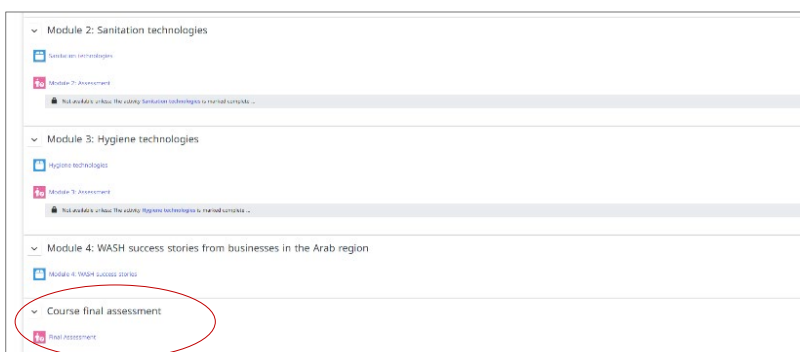 Module 2: Sanitation technologies
Sanitation technologies
Module 2: Assessment
Not available unless: The activity Sanitation technologies is marked complete ...
Module 3: Hygiene technologies
Hygiene technologies
Module 3: Assessment
Not available unless: The activity Hygiene technologies is marked complete ...
Module 4: WASH success stories from businesses in the Arab region
Module 4: WASH success stories
Course final assessment
Final Assessment